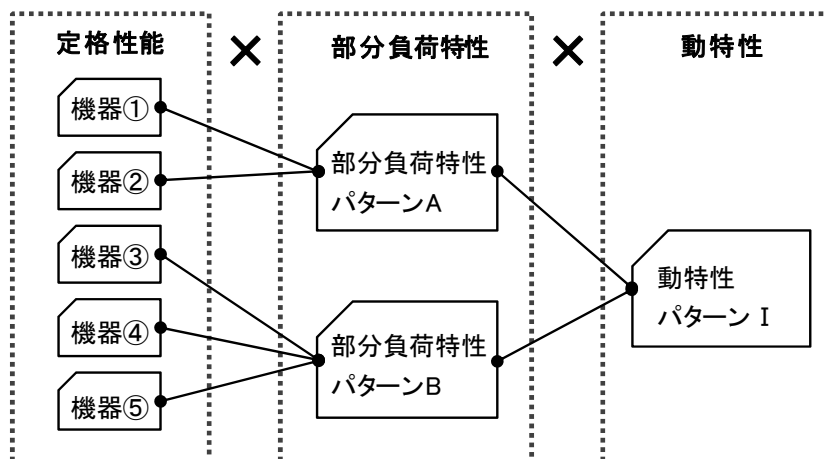 定格性能
×
部分負荷特性
×
動特性
機器①
機器②
機器③
機器④
機器⑤
部分負荷特性
パターンA
部分負荷特性
パターンB
動特性
パターン I